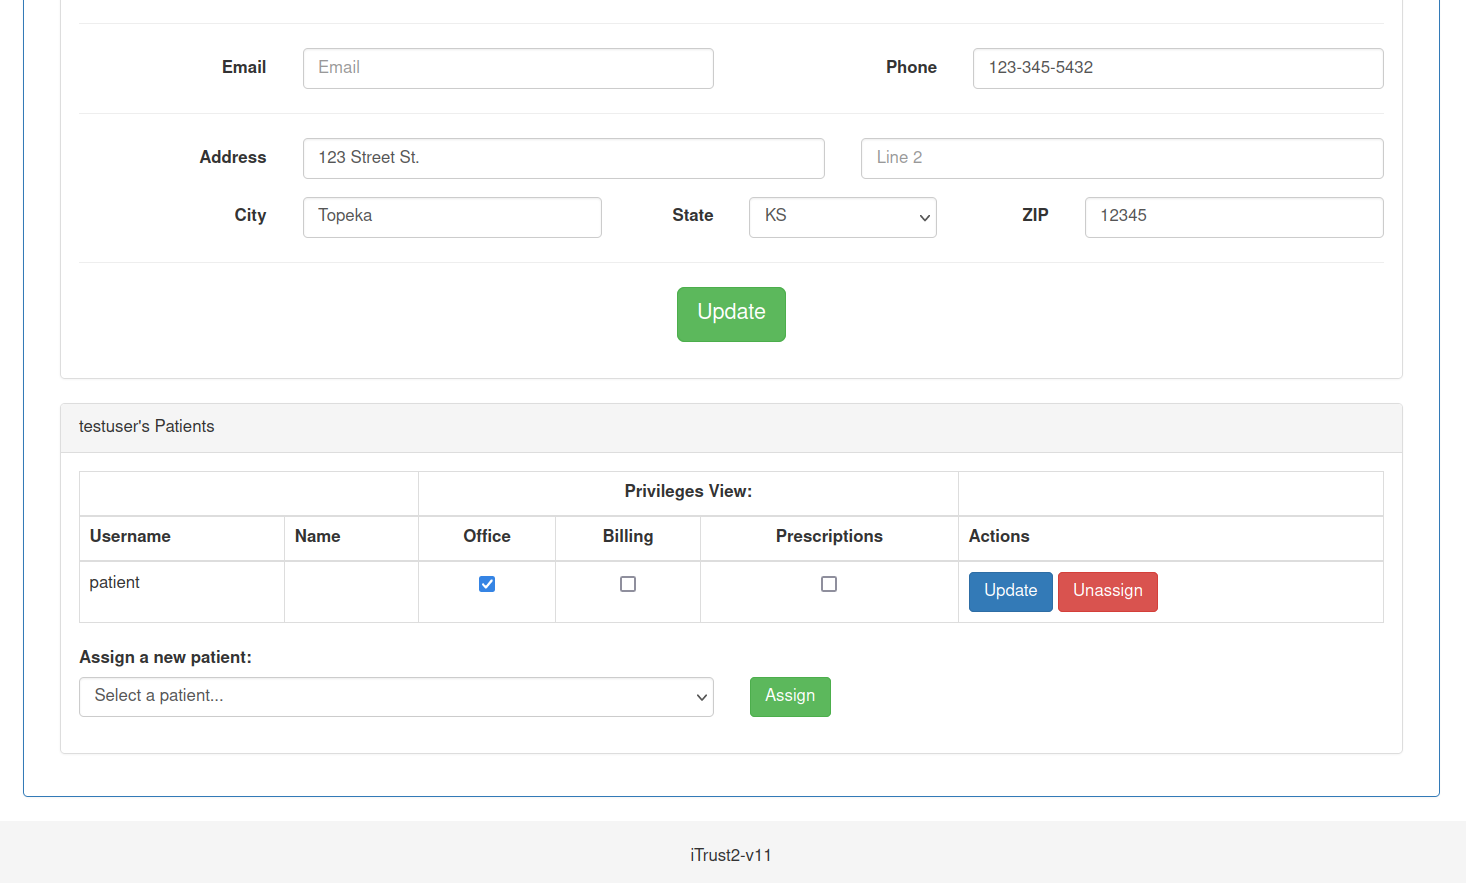 Email Email Phone 123-345-5432
Address 123 Street St. Line 2
City Topeka State KS ZIP 12345
Update
testuser's Patients
Privileges View:
Username Name Office Billing Prescriptions Actions
patient Update Unassign
Assign a new patient:
Select a patient... Assign
iTrust2-v11